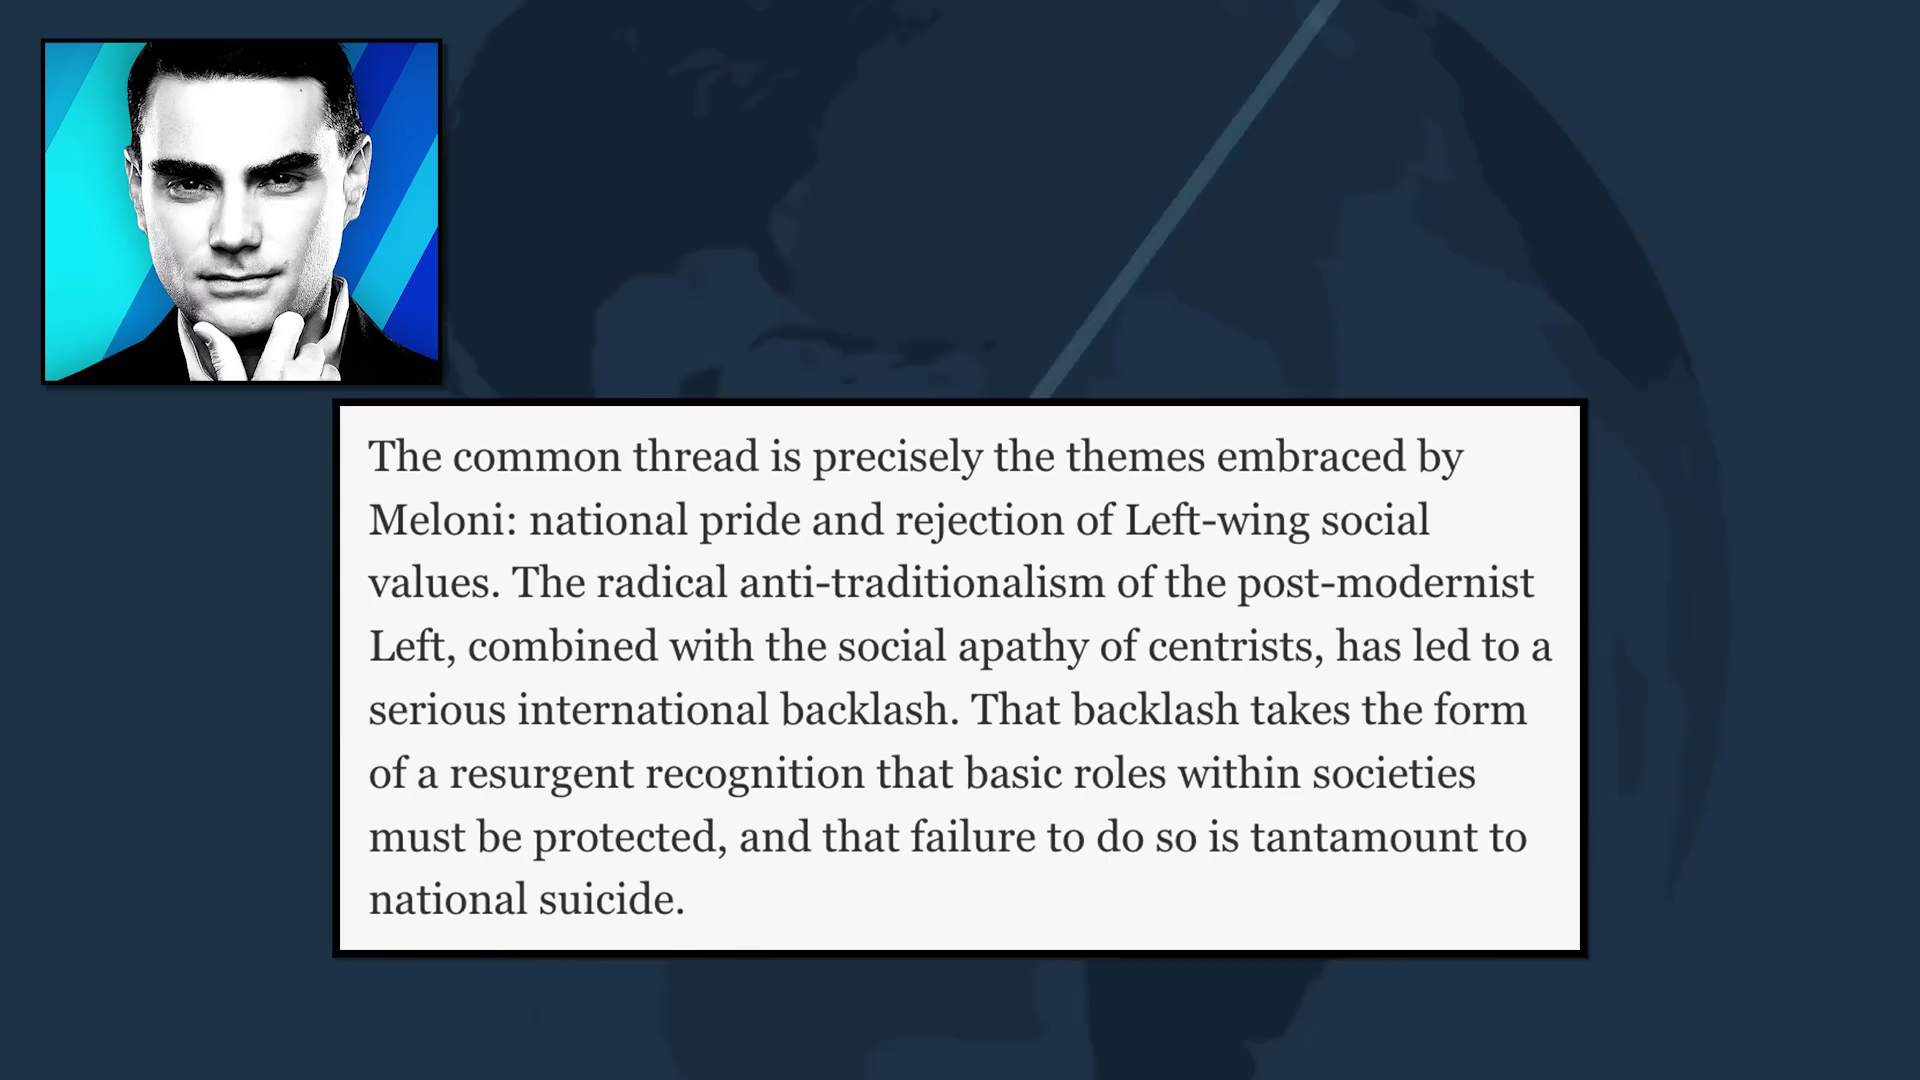 The common thread is precisely the themes embraced by
Meloni: national pride and rejection of Left-wing social
values. The radical anti-traditionalism of the post-modernist
Left, combined with the social apathy of centrists, has led to a
serious international backlash. That backlash takes the form
of a resurgent recognition that basic roles within societies
must be protected, and that failure to do so is tantamount to
national suicide.